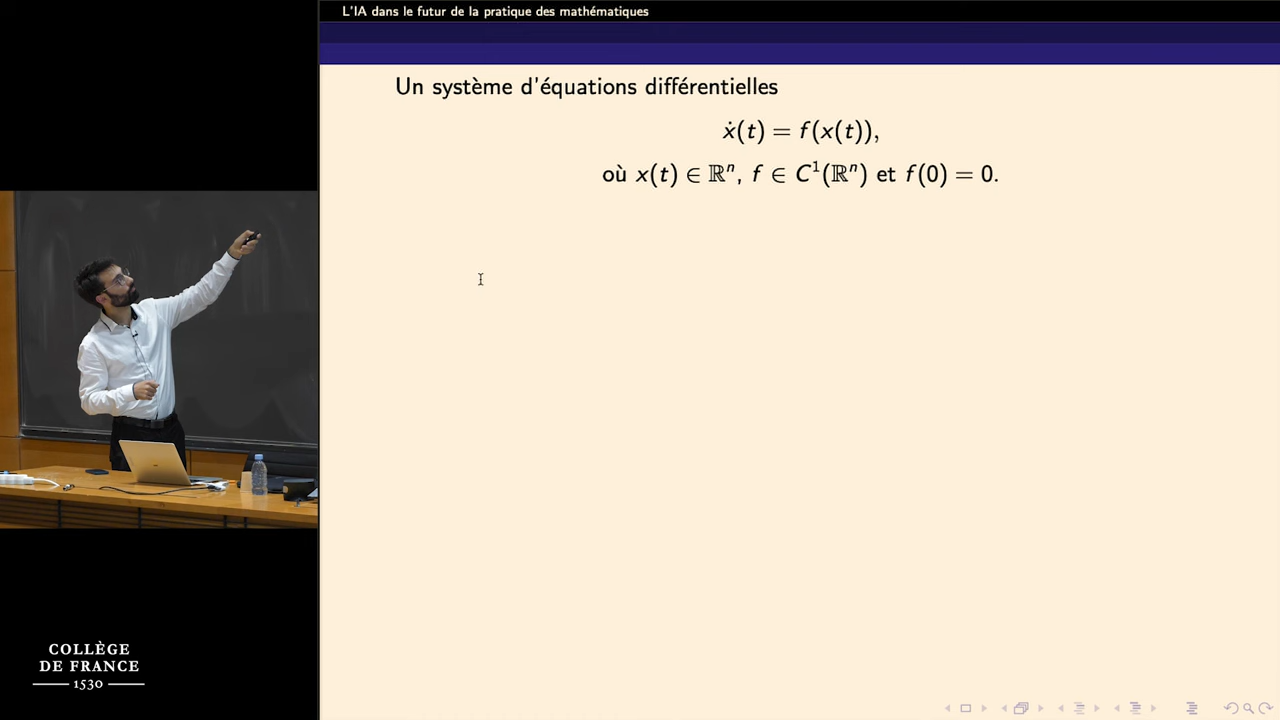 L'IA dans le futur de la pratique des mathématiques
Un système d'équations différentielles
ẋ(t) = f(x(t)),
où x(t) ∈ ℝⁿ, f ∈ C¹(ℝⁿ) et f(0) = 0.
COLLÈGE
DE FRANCE
1530